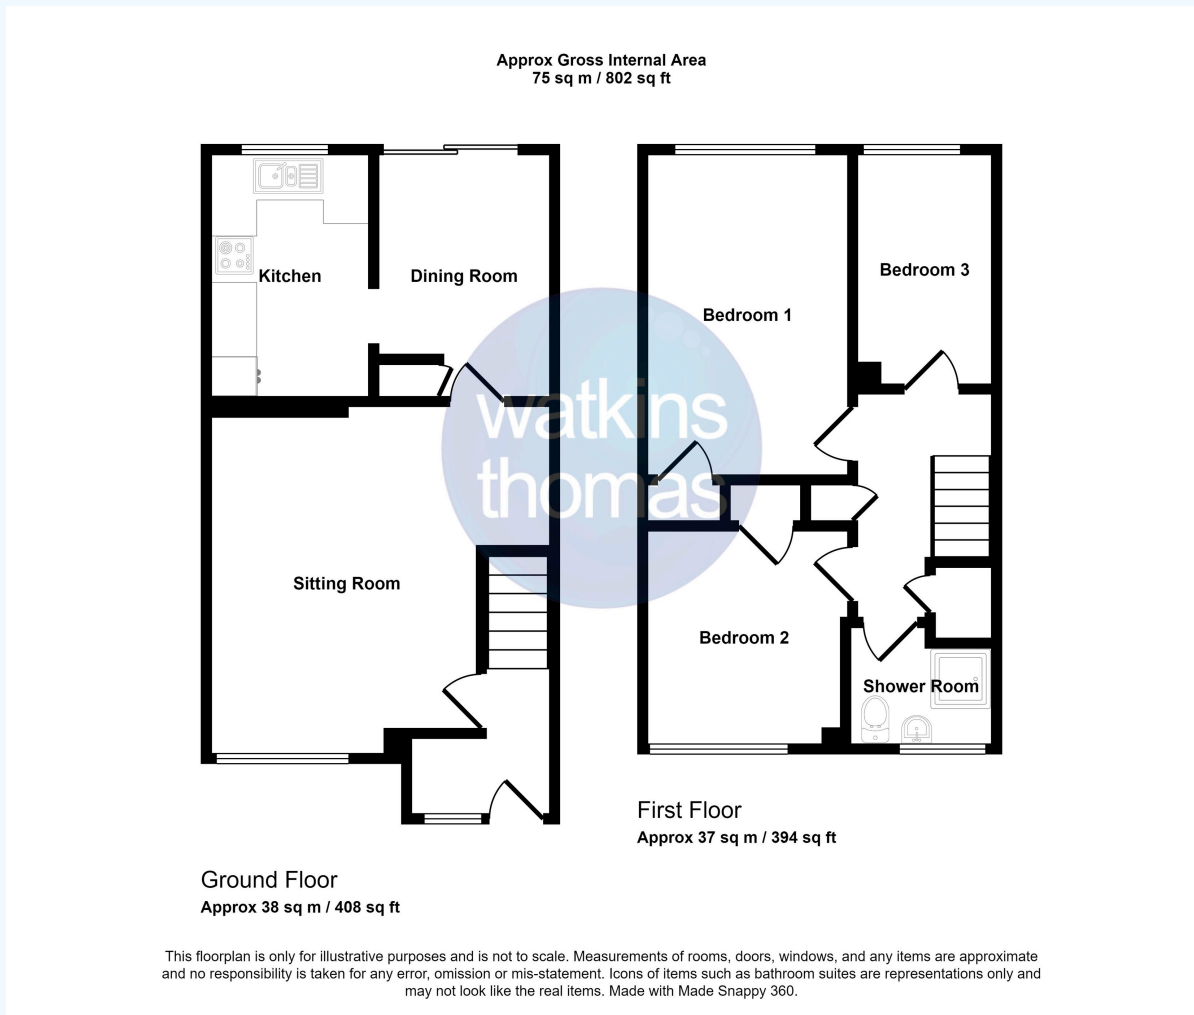 Approx Gross Internal Area
75 sq m / 802 sq ft
Kitchen
Dining Room
Sitting Room
Bedroom 1
Bedroom 3
Bedroom 2
Shower Room
watkins
thomas
First Floor
Approx 37 sq m / 394 sq ft
Ground Floor
Approx 38 sq m / 408 sq ft
This floorplan is only for illustrative purposes and is not to scale. Measurements of rooms, doors, windows, and any items are approximate
and no responsibility is taken for any error, omission or mis-statement. Icons of items such as bathroom suites are representations only and
may not look like the real items. Made with Made Snappy 360.